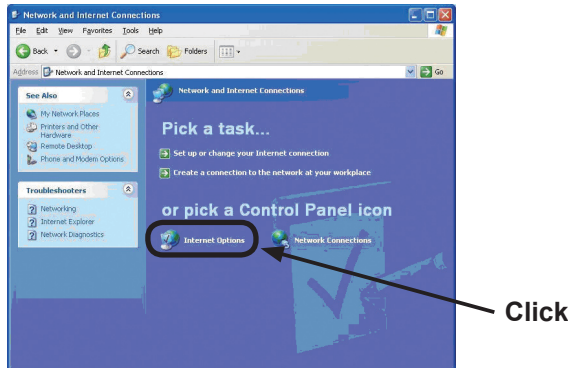 Network and Internet Connections
File Edit View Favorites Tools Help
Back Search Folders
Address Network and Internet Connections Go
See Also
My Network Places
Printers and Other
Hardware
Remote Desktop
Phone and Modem Options
Troubleshooters
Networking
Internet Explorer
Network Diagnostics
Network and Internet Connections
Pick a task...
Set up or change your Internet connection
Create a connection to the network at your workplace
or pick a Control Panel icon
Internet Options Network Connections
Click